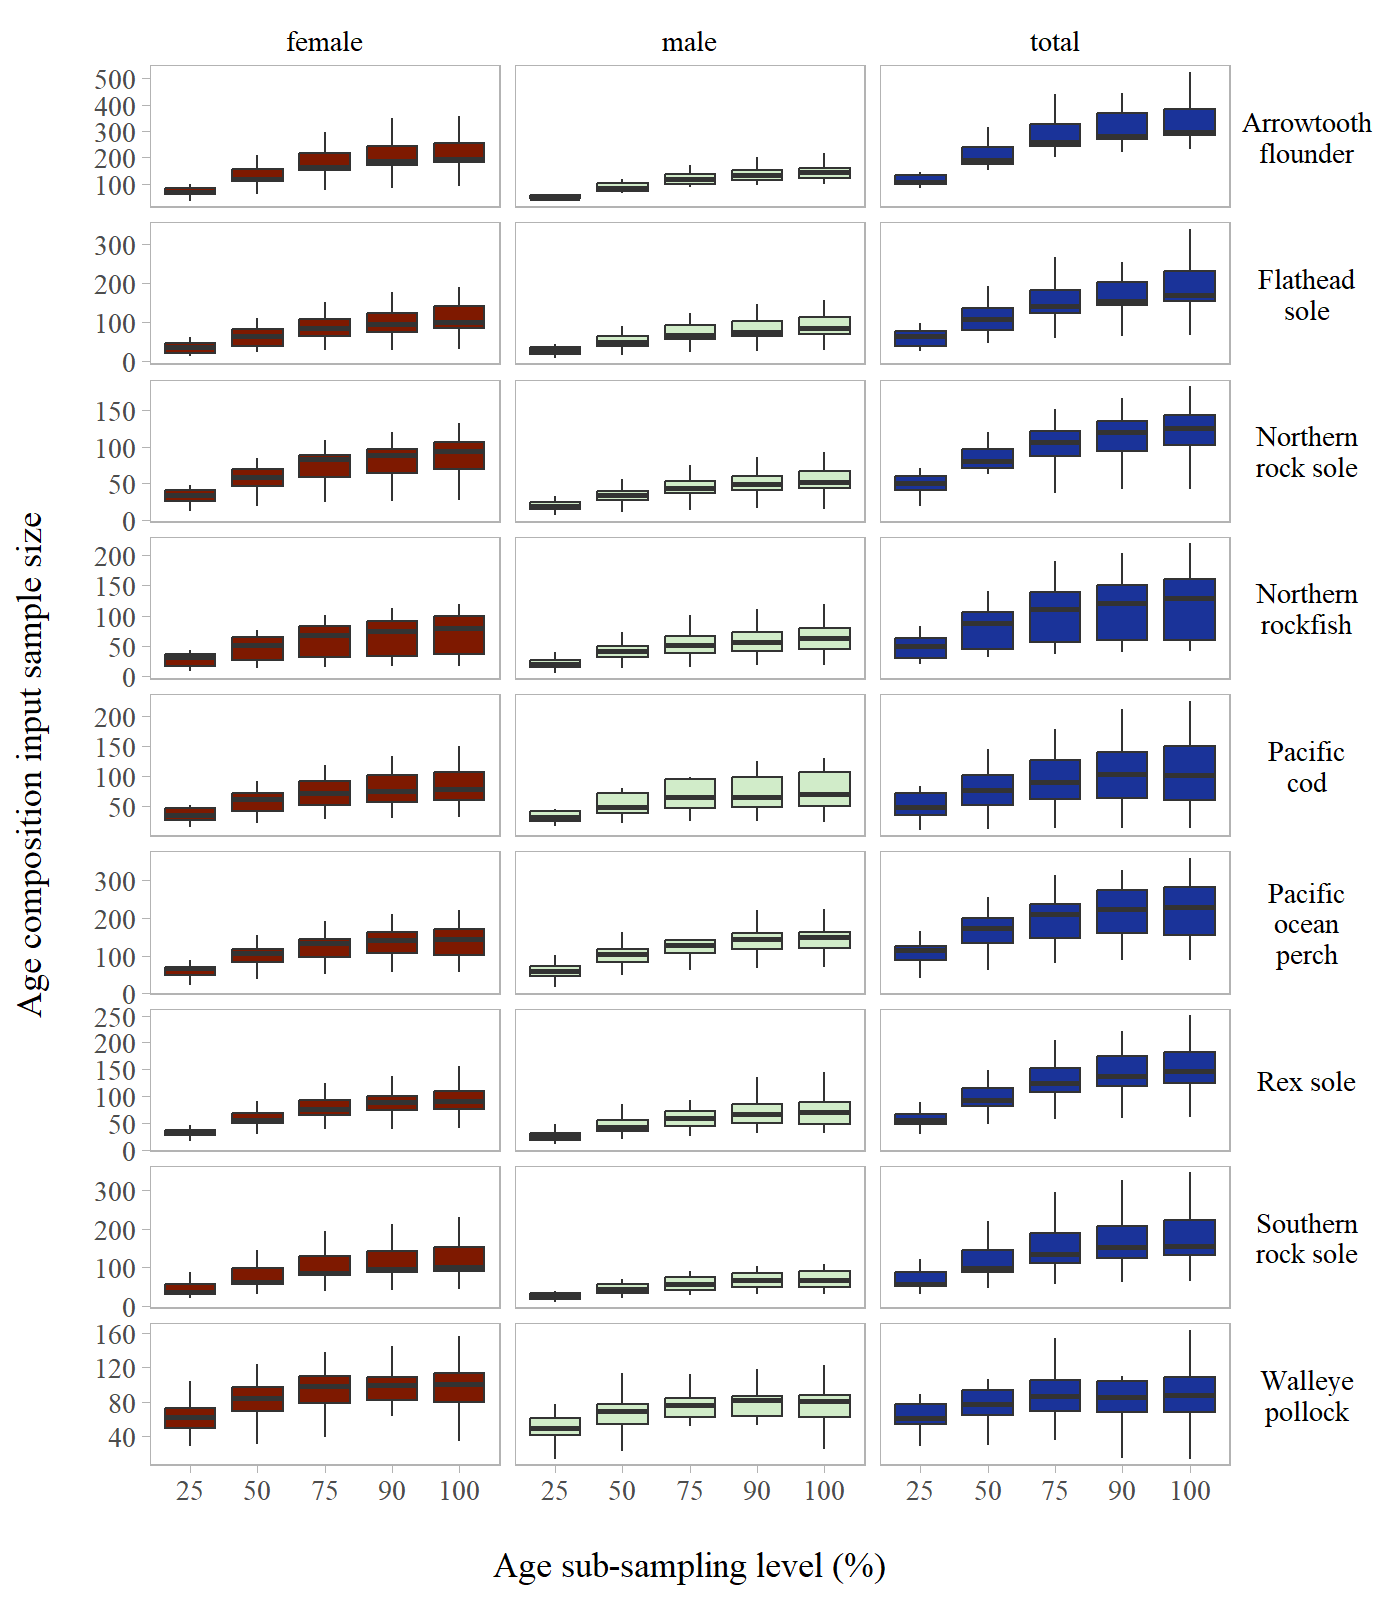 female male total
500
400
300
200
100
Arrowtooth
flounder
300
200
100
0
Flathead
sole
150
100
50
0
Northern
rock sole
200
150
100
50
0
Northern
rockfish
200
150
100
50
Pacific
cod
300
200
100
0
Pacific
ocean
perch
250
200
150
100
50
0
Rex sole
300
200
100
0
Southern
rock sole
160
120
80
40
Walleye
pollock
Age composition input sample size
25 50 75 90 100 25 50 75 90 100 25 50 75 90 100
Age sub-sampling level (%)